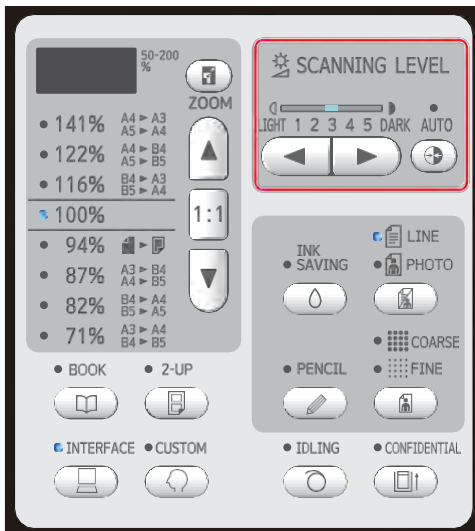 50-200
%
ZOOM
141% A4 ► A3
A5 ► A4
122% A4 ► B4
A5 ► B5
116% B4 ► A3
B5 ► A4
100%
1:1
94%
87% A3 ► B4
A4 ► B5
82% B4 ► A4
B5 ► A5
71% A3 ► A4
B4 ► B5
BOOK
2-UP
INTERFACE
CUSTOM
SCANNING LEVEL
LIGHT 1 2 3 4 5 DARK AUTO
LINE
INK
SAVING
PHOTO
COARSE
PENCIL
FINE
IDLING
CONFIDENTIAL